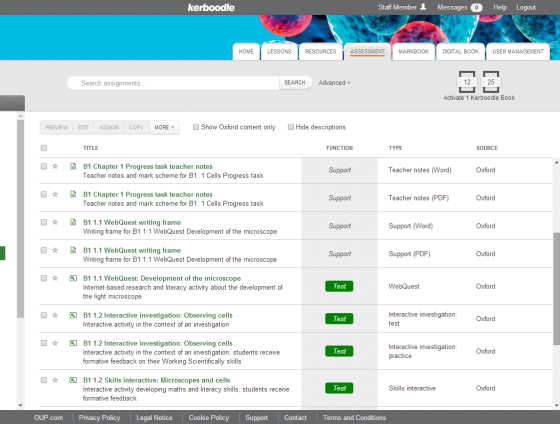 kerboodle
Staff Member Messages 0 Help Logout
HOME LESSONS RESOURCES ASSESSMENT MARKBOOK DIGITAL BOOK USER MANAGEMENT
Search assignments... SEARCH Advanced
12 25
Activate 1 Kerboodle Book
PREVIEW EDIT ASSIGN COPY MORE Show Oxford content only Hide descriptions
TITLE FUNCTION TYPE SOURCE
B1 Chapter 1 Progress task teacher notes
Teacher notes and mark scheme for B1, 1 Cells Progress task
Support Teacher notes (Word) Oxford
B1 Chapter 1 Progress task teacher notes
Teacher notes and mark scheme for B1, 1 Cells Progress task
Support Teacher notes (PDF) Oxford
B1 1.1 WebQuest writing frame
Writing frame for B1 1.1 WebQuest Development of the microscope
Support Support (Word) Oxford
B1 1.1 WebQuest writing frame
Writing frame for B1 1.1 WebQuest Development of the microscope
Support Support (PDF) Oxford
B1 1.1 WebQuest: Development of the microscope
Internet-based research and literacy activity about the development of
the light microscope
Test WebQuest Oxford
B1 1.2 Interactive investigation: Observing cells
Interactive activity in the context of an investigation
Test Interactive investigation:
test
Oxford
B1 1.2 Interactive investigation: Observing cells
Interactive activity in the context of an investigation; students receive
formative feedback on their Working Scientifically skills
Test Interactive investigation:
practice
Oxford
B1 1.2 Skills interactive: Microscopes and cells
Interactive activity developing maths and literacy skills; students receive
formative feedback
Test Skills interactive Oxford
OUP.com Privacy Policy Legal Notice Cookie Policy Support Contact Terms and Conditions